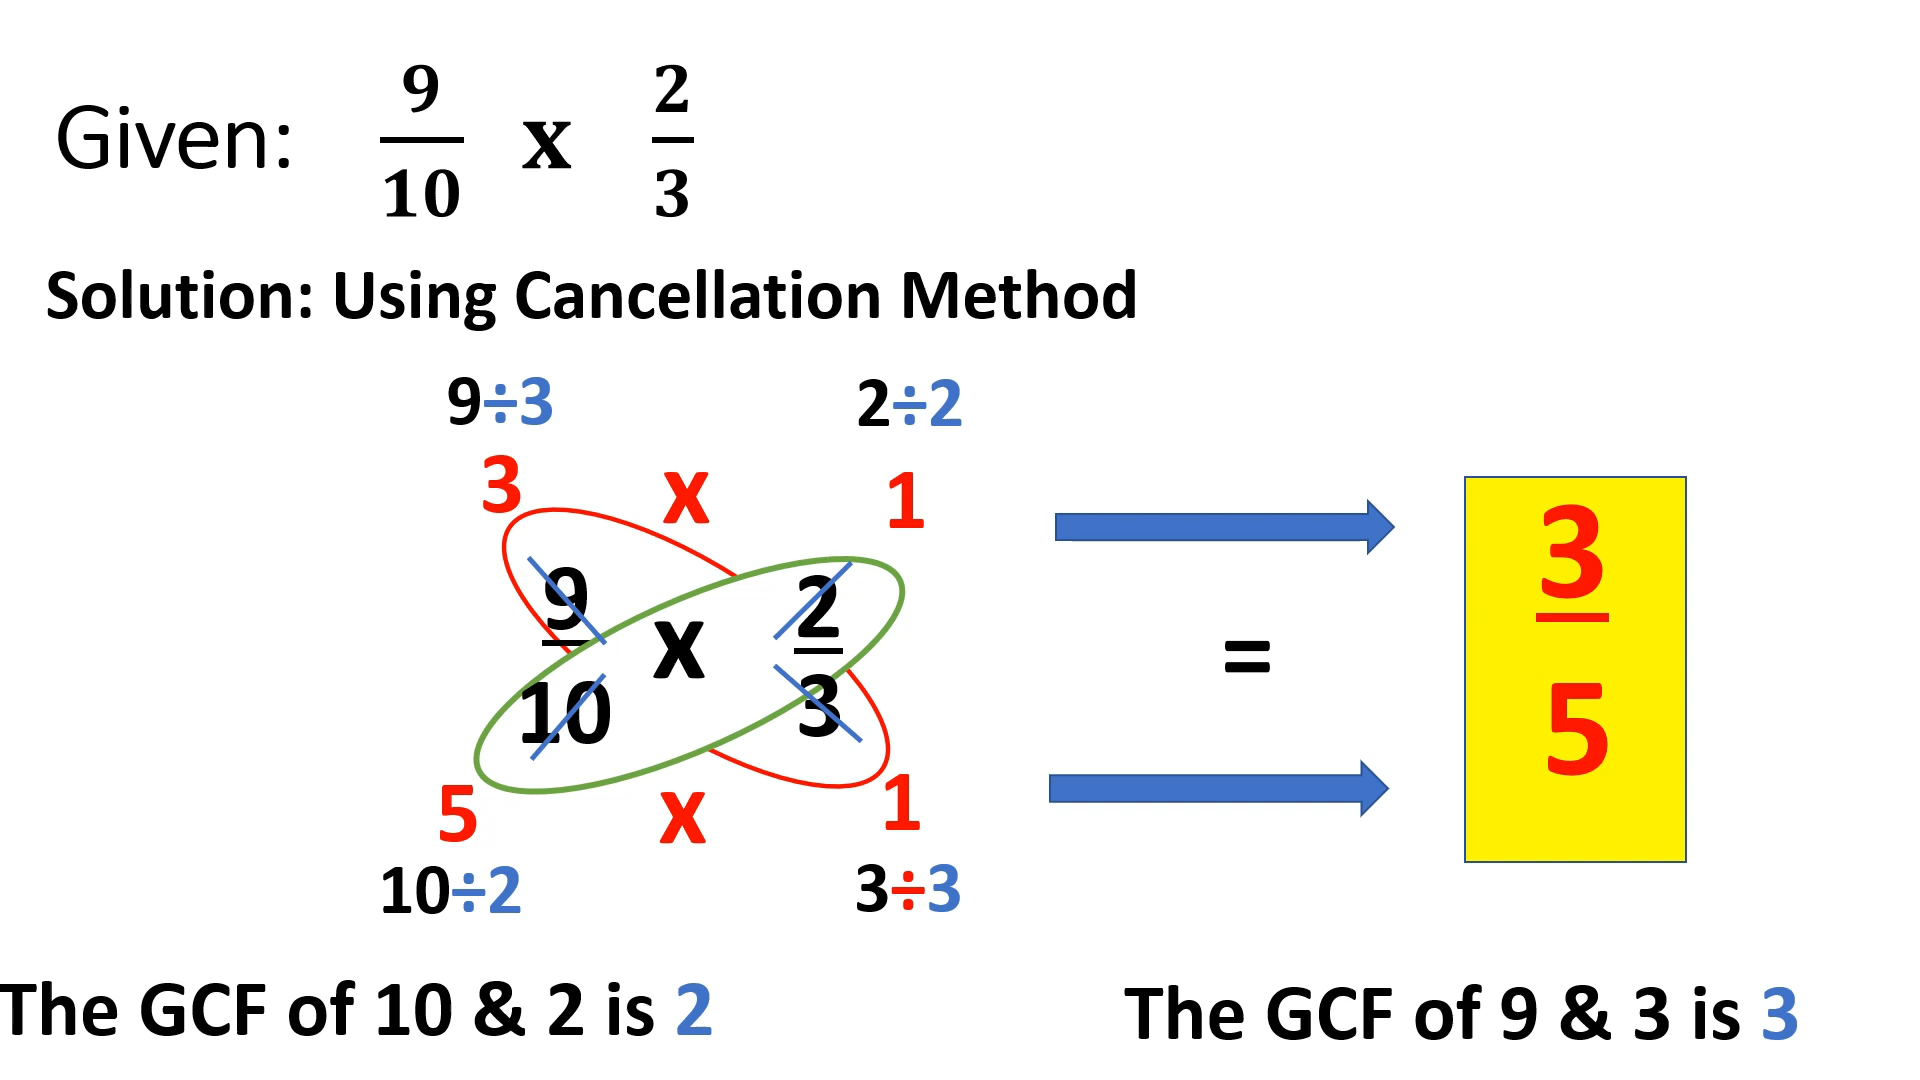 Given: 9/10 x 2/3
Solution: Using Cancellation Method
9÷3 2÷2
3 x 1
9/10 x 2/3 = 3/5
5 x 1
10÷2 3÷3
The GCF of 10 & 2 is 2
The GCF of 9 & 3 is 3